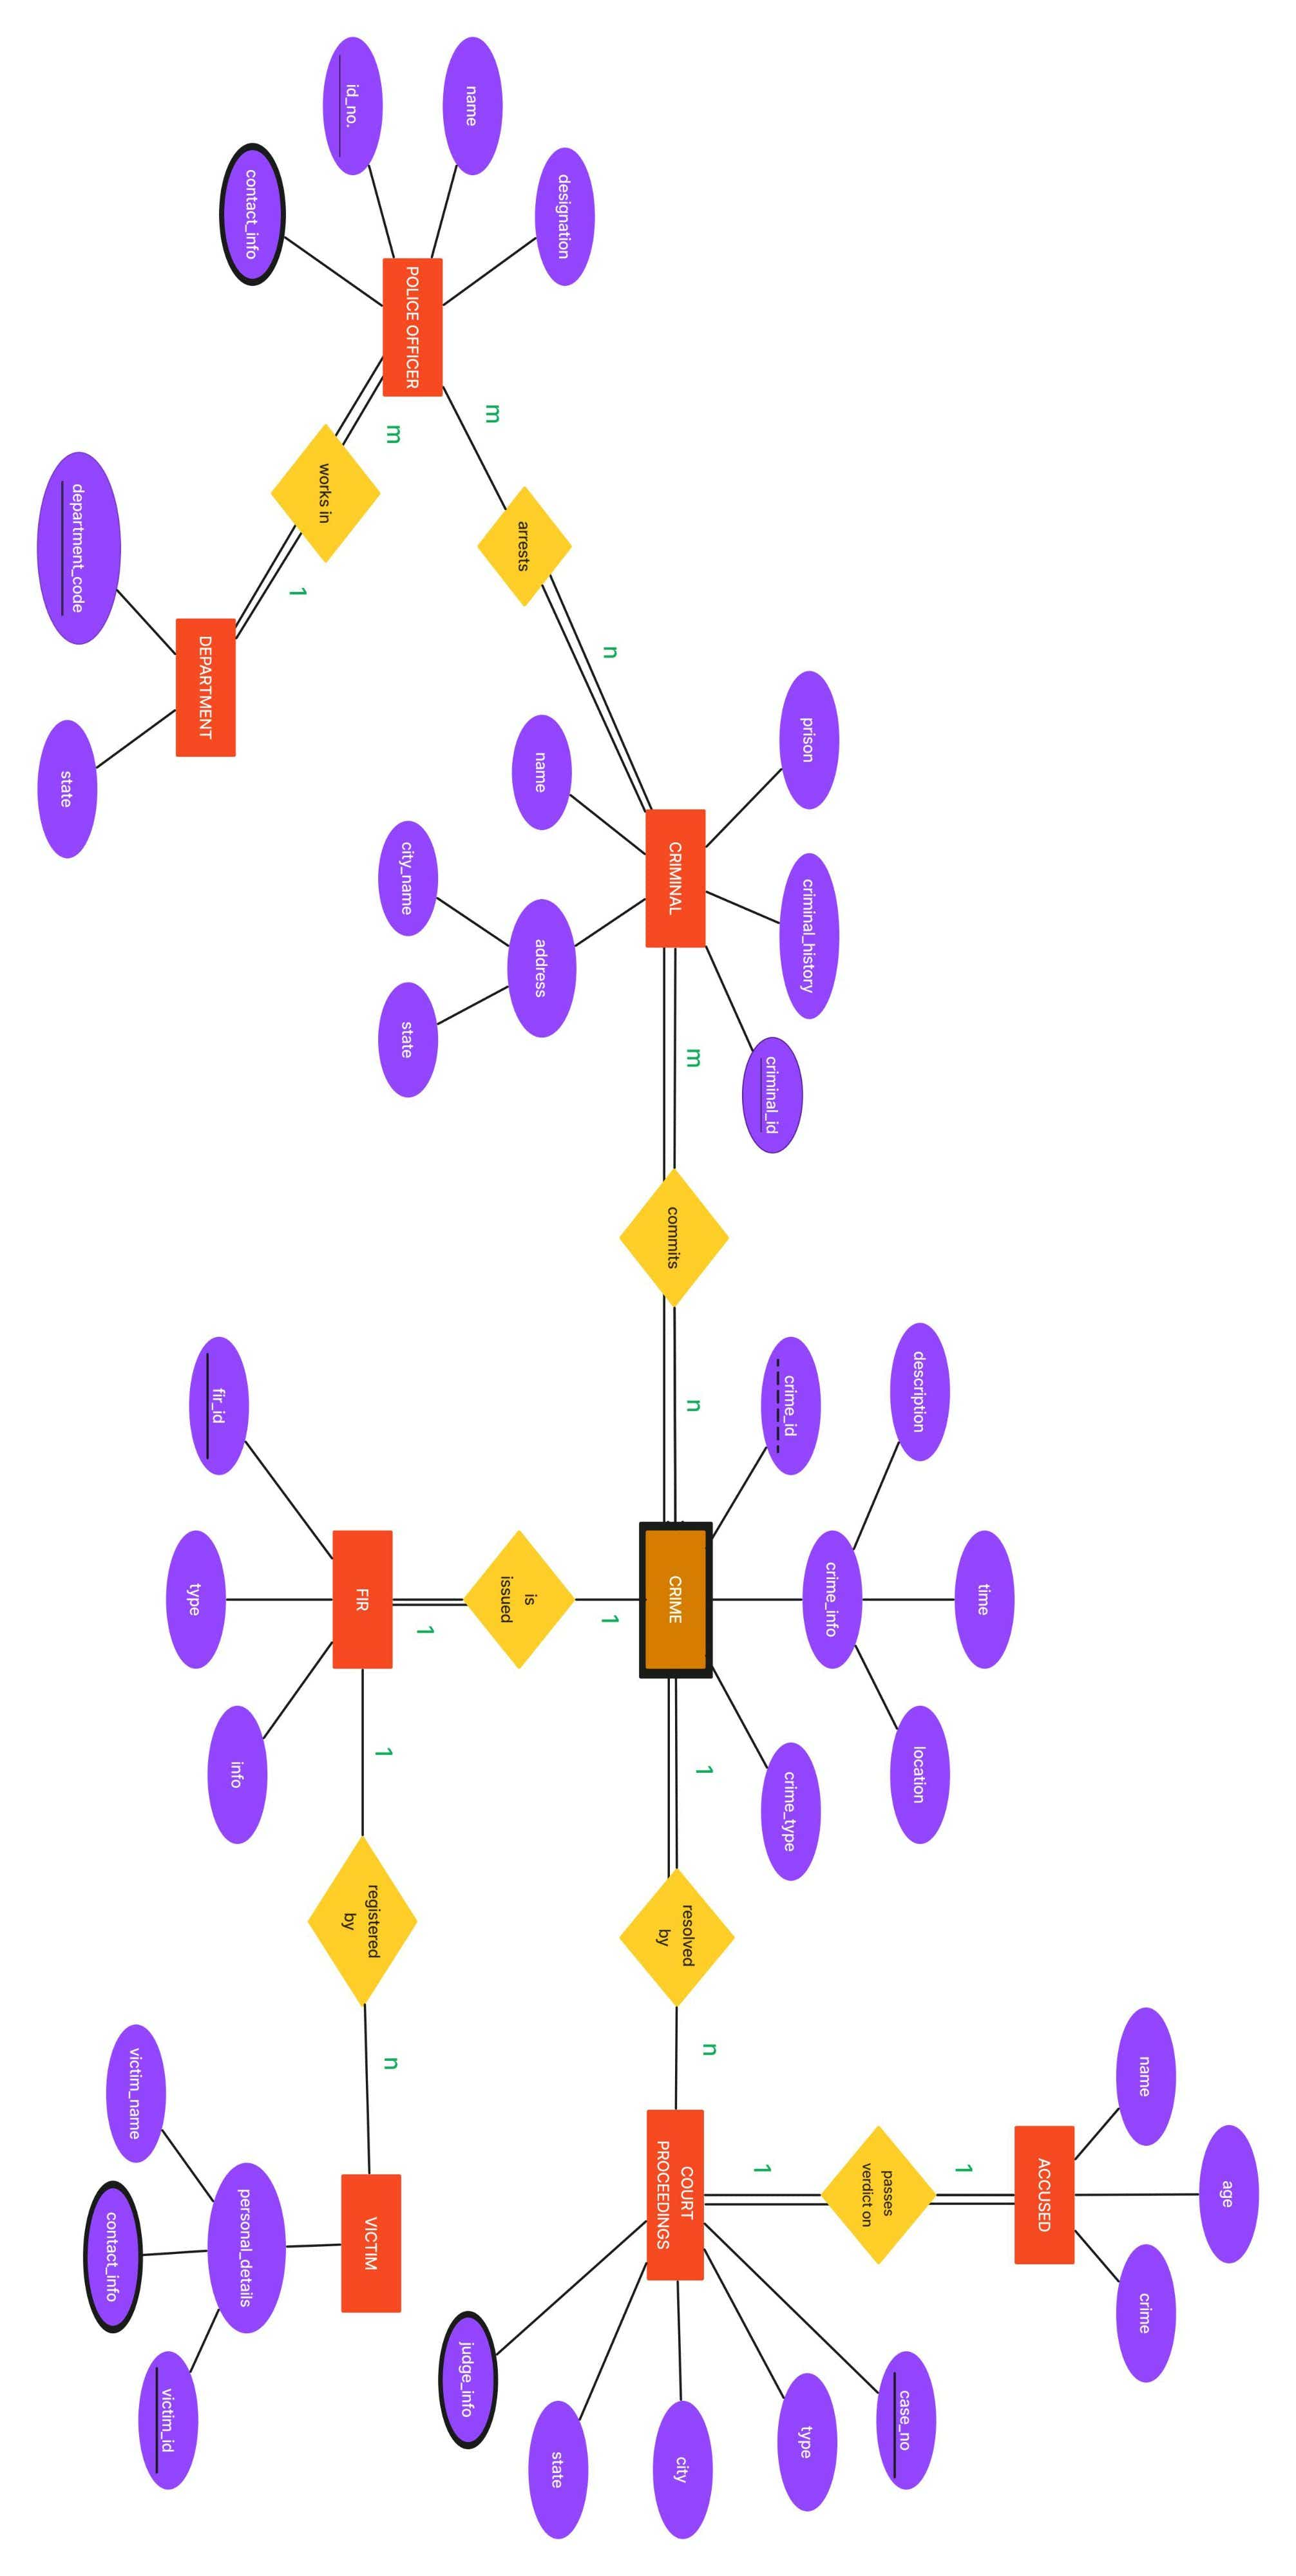 age
name
crime
ACCUSED
time
1
description
location
case_no
passes
verdict on
crime_info
prison
criminal_history
type
crime_id
crime_type
criminal_id
1
1
n
m
n
CRIMINAL
commits
CRIME
resolved
by
COURT
PROCEEDINGS
city
n
1
designation
state
name
address
arrests
is
issued
m
name
judge_info
1
POLICE OFFICER
city_name
state
m
1
n
FIR
registered
by
VICTIM
id_no.
works in
1
contact_info
personal_details
info
fir_id
DEPARTMENT
type
victim_id
victim_name
contact_info
department_code
state